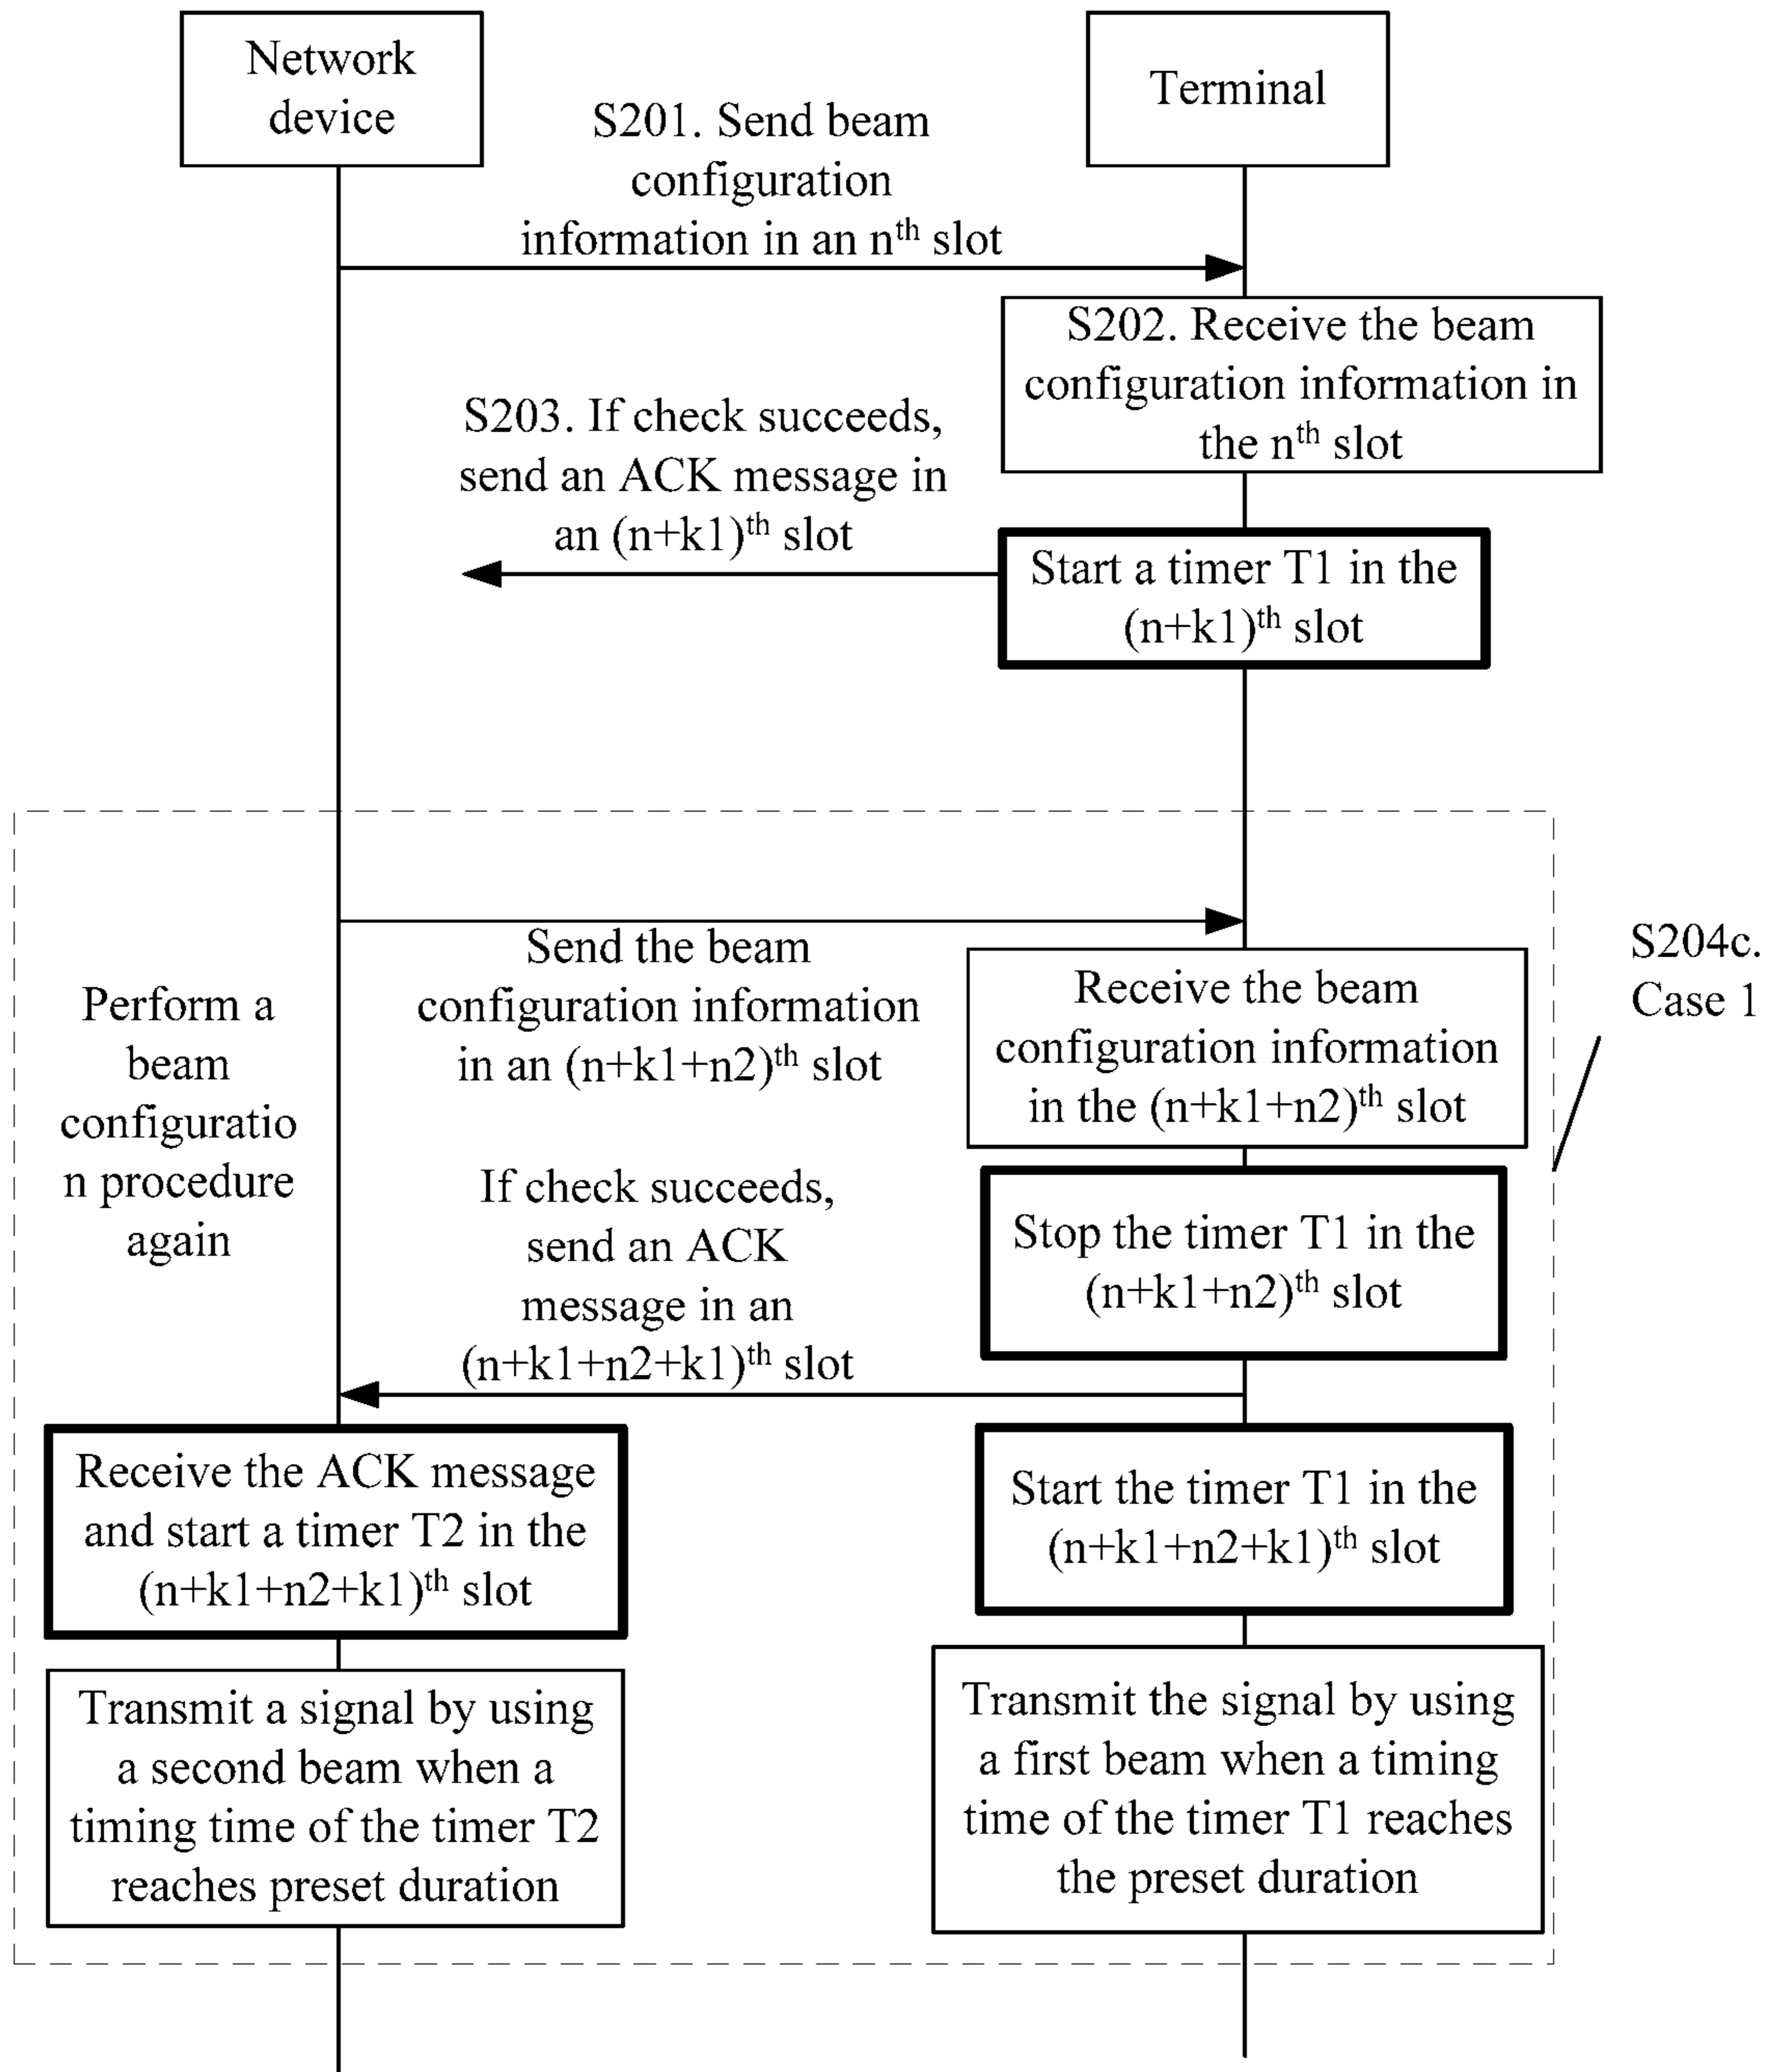 Network
device
Terminal
S201. Send beam
configuration
information in an nth slot
S202. Receive the beam
configuration information in
the nth slot
S203. If check succeeds,
send an ACK message in
an (n+k1)th slot
Start a timer T1 in the
(n+k1)th slot
Send the beam
configuration information
in an (n+k1+n2)th slot
Receive the beam
configuration information
in the (n+k1+n2)th slot
S204c.
Case 1
Perform a
beam
configuratio
n procedure
again
Stop the timer T1 in the
(n+k1+n2)th slot
If check succeeds,
send an ACK
message in an
(n+k1+n2+k1)th slot
Receive the ACK message
and start a timer T2 in the
(n+k1+n2+k1)th slot
Start the timer T1 in the
(n+k1+n2+k1)th slot
Transmit a signal by using
a second beam when a
timing time of the timer T2
reaches preset duration
Transmit the signal by using
a first beam when a timing
time of the timer T1 reaches
the preset duration